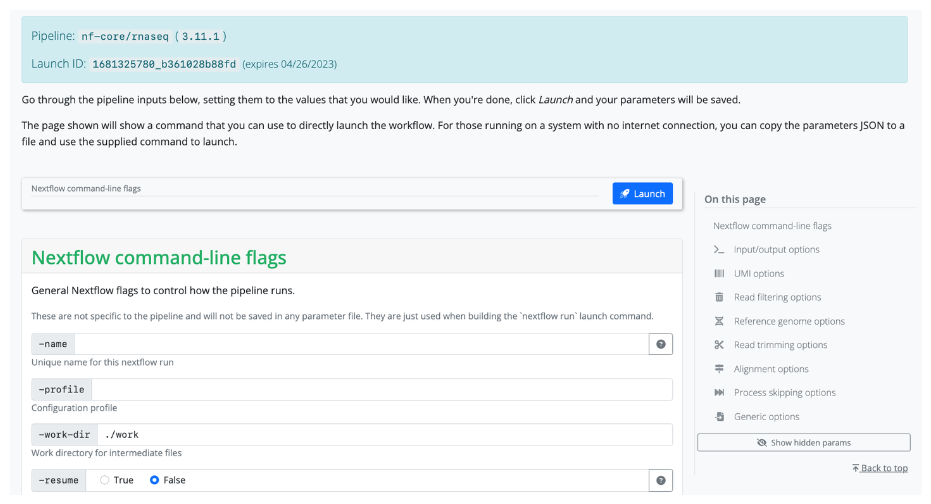 Pipeline: nf-core/rnaseq ( 3.11.1 )
Launch ID: 1681325780_b361028b88fd (expires 04/26/2023)
Go through the pipeline inputs below, setting them to the values that you would like. When you're done, click Launch and your parameters will be saved.
The page shown will show a command that you can use to directly launch the workflow. For those running on a system with no internet connection, you can copy the parameters JSON to a
file and use the supplied command to launch.
Nextflow command-line flags
Launch
On this page
Nextflow command-line flags
Input/output options
UMI options
Read filtering options
Reference genome options
Read trimming options
Alignment options
Process skipping options
Generic options
Show hidden params
Back to top
Nextflow command-line flags
General Nextflow flags to control how the pipeline runs.
These are not specific to the pipeline and will not be saved in any parameter file. They are just used when building the `nextflow run` launch command.
-name
Unique name for this nextflow run
-profile
Configuration profile
-work-dir ./work
Work directory for intermediate files
-resume True False